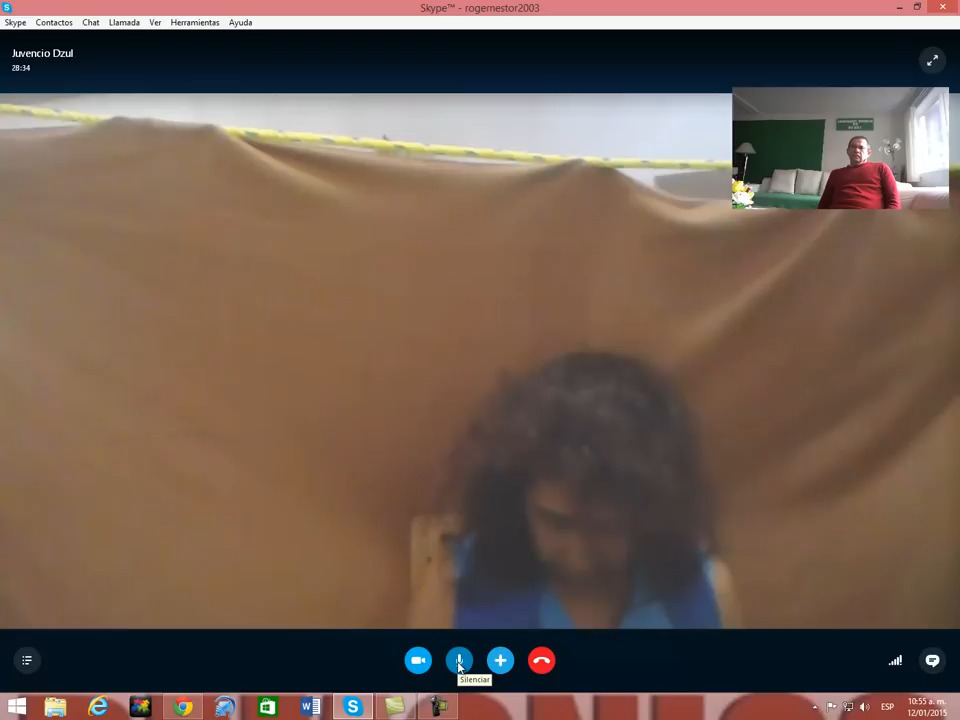 Skype™ - rogernestor2003
Skype Contactos Chat Llamada Ver Herramientas Ayuda
Juvencio Dzul
28:34
Silenciar
ESP
10:55 a. m.
12/01/2015